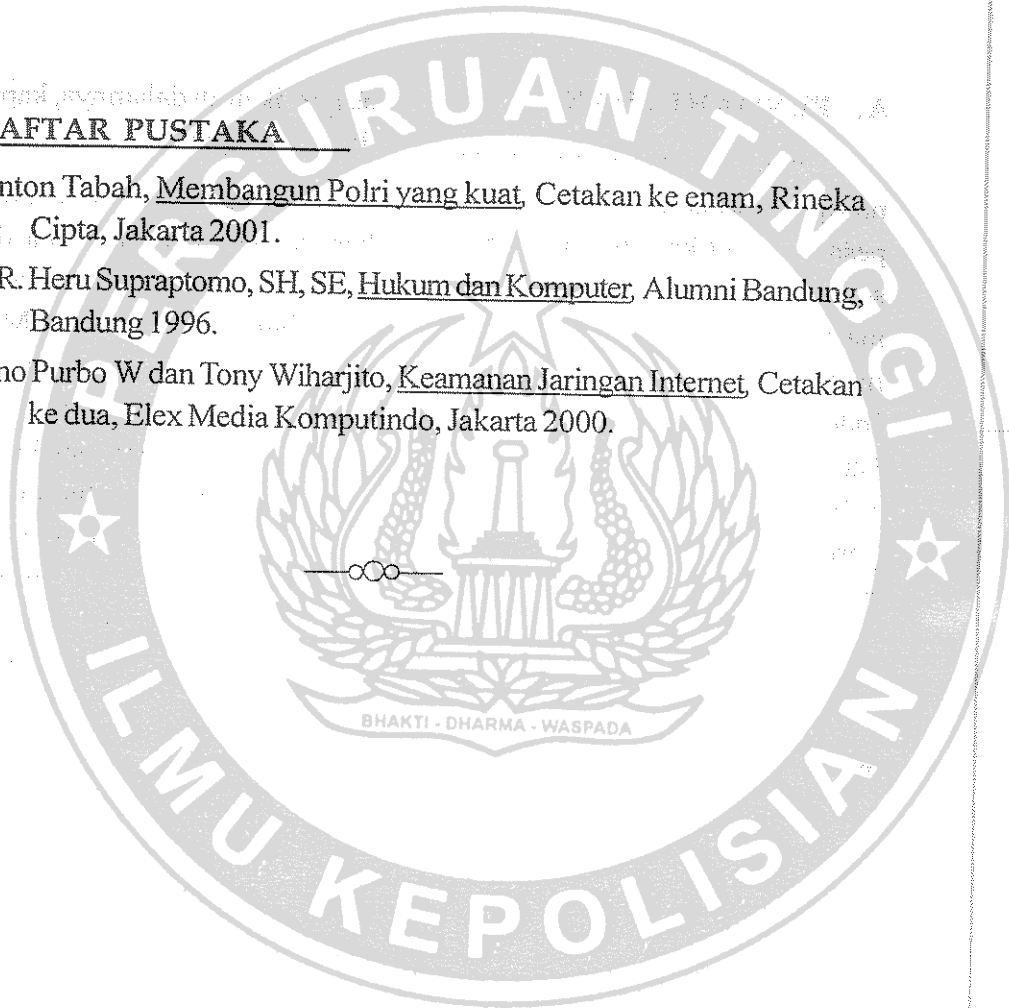 AFTAR PUSTAKA
nton Tabah, Membangun Polri yang kuat, Cetakan ke enam, Rineka
Cipta, Jakarta 2001.
R. Heru Supraptomo, SH, SE, Hukum dan Komputer, Alumni Bandung,
Bandung 1996.
no Purbo W dan Tony Wiharjito, Keamanan Jaringan Internet, Cetakan
ke dua, Elex Media Komputindo, Jakarta 2000.
PERGURUAN TINGGI
BHAKTI - DHARMA - WASPADA
ILMU KEPOLISIAN